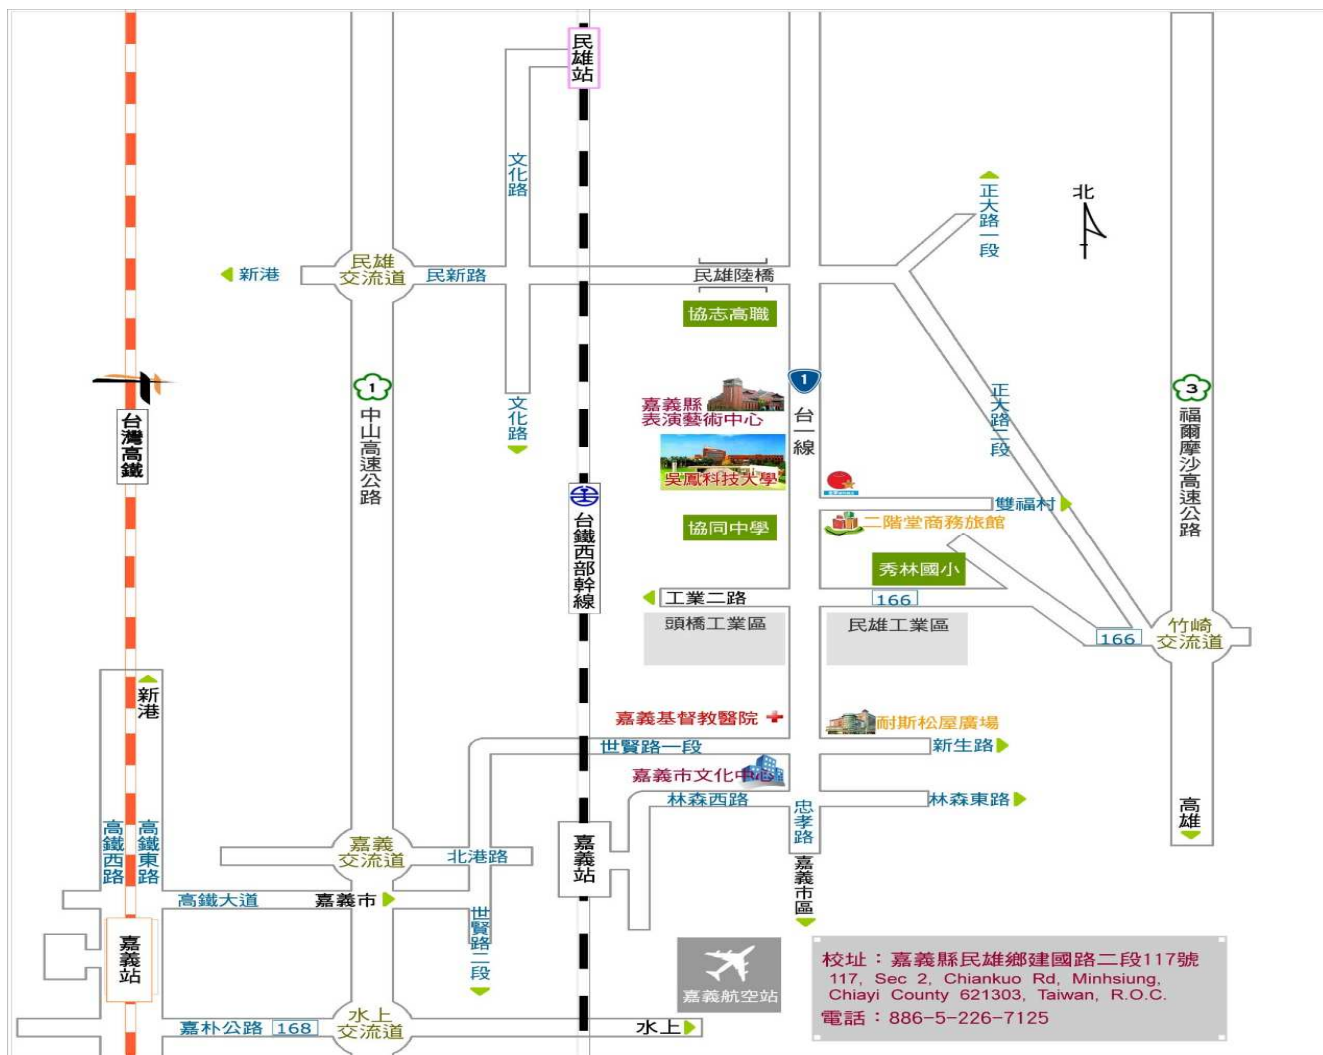 民雄站
文化路
正大路一段
北
新港
民雄
交流道
民新路
民雄陸橋
協志高職
1
中山高速公路
台灣高鐵
文化路
嘉義縣
表演藝術中心
1
台一線
正大路二段
3
福爾摩沙高速公路
吳鳳科技大學
台鐵西部幹線
雙福村
協同中學
二階堂商務旅館
秀林國小
工業二路
166
頭橋工業區
民雄工業區
166
竹崎
交流道
新港
嘉義基督教醫院
耐斯松屋廣場
世賢路一段
新生路
嘉義市文化中心
林森西路
林森東路
忠孝路
高雄
高鐵西路
高鐵東路
嘉義
交流道
北港路
嘉義站
嘉義市區
高鐵大道
嘉義市
世賢路二段
嘉義站
嘉義航空站
校址：嘉義縣民雄鄉建國路二段117號
117, Sec 2, Chiankuo Rd, Minhsiung,
Chiayi County 621303, Taiwan, R.O.C.
電話：886-5-226-7125
嘉朴公路 168
水上
交流道
水上